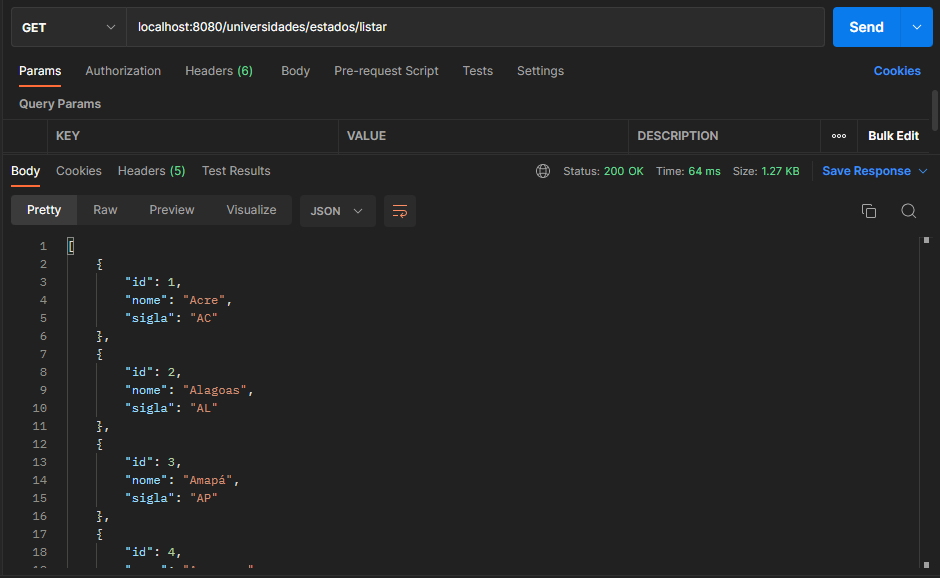 GET localhost:8080/universidades/estados/listar Send
Params Authorization Headers (6) Body Pre-request Script Tests Settings Cookies
Query Params
KEY VALUE DESCRIPTION ooo Bulk Edit
Body Cookies Headers (5) Test Results Status: 200 OK Time: 64 ms Size: 1.27 KB Save Response
Pretty Raw Preview Visualize JSON
1 [
2 {
3 "id": 1,
4 "nome": "Acre",
5 "sigla": "AC"
6 },
7 {
8 "id": 2,
9 "nome": "Alagoas",
10 "sigla": "AL"
11 },
12 {
13 "id": 3,
14 "nome": "Amapá",
15 "sigla": "AP"
16 },
17 {
18 "id": 4,